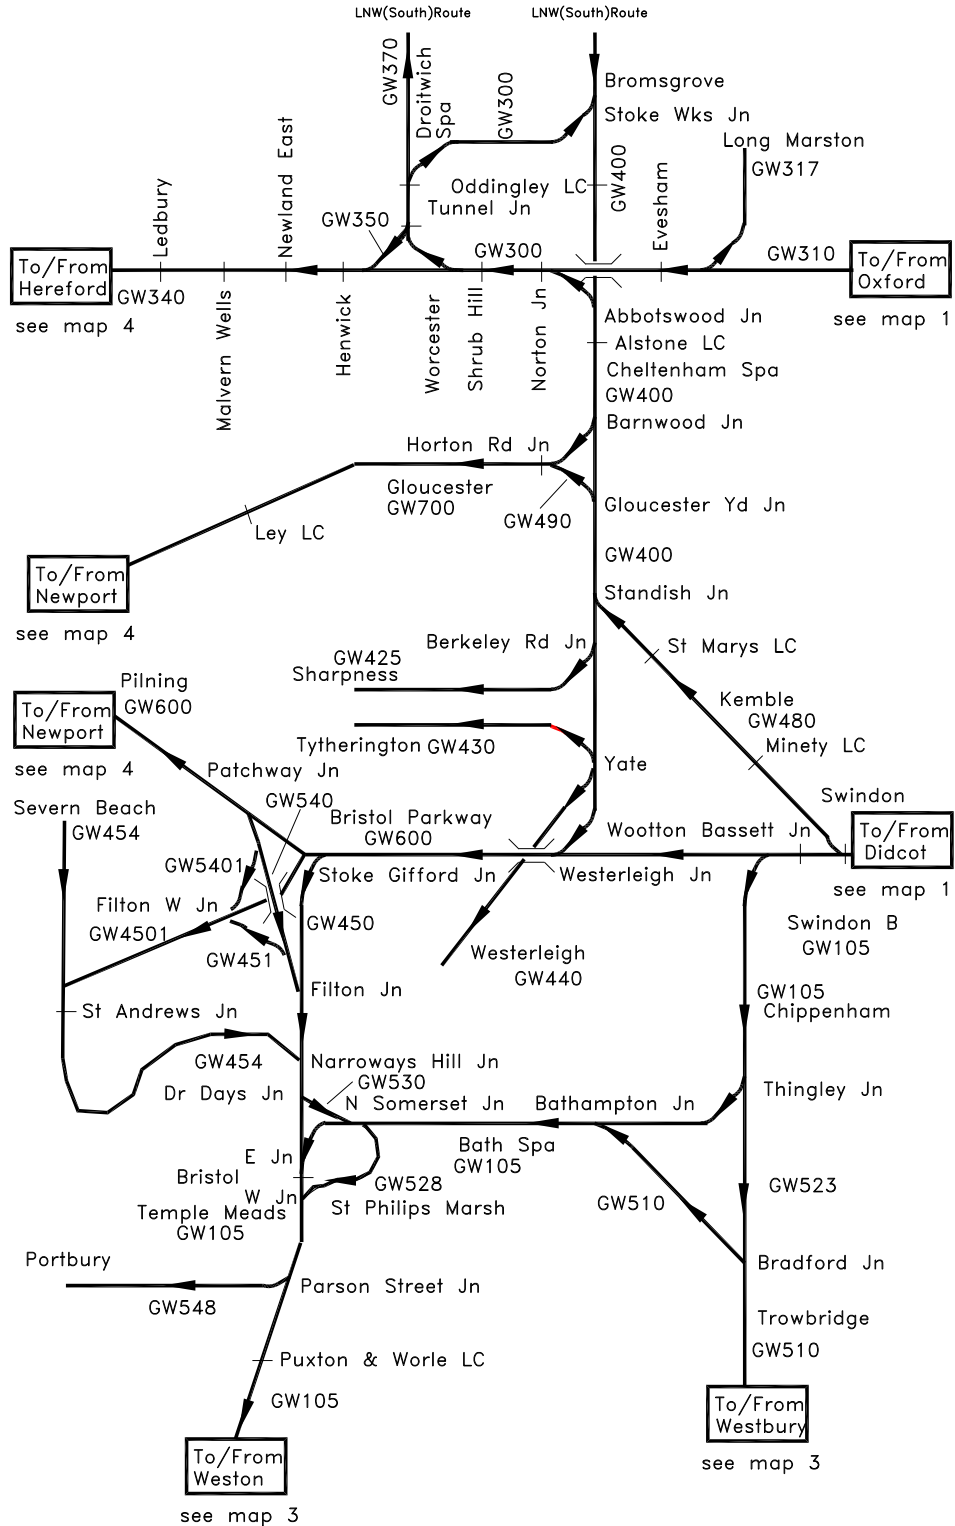 LNW(South)Route
LNW(South)Route
GW370
Droitwich
Spa
GW300
Bromsgrove
Stoke Wks Jn
GW400
Long Marston
GW317
Ledbury
Newland East
Oddingley LC
Tunnel Jn
Evesham
GW350
GW300
GW310
To/From
Hereford
GW340
see map 4
To/From
Oxford
see map 1
Malvern Wells
Henwick
Worcester
Shrub Hill
Norton Jn
Abbotswood Jn
Alstone LC
Cheltenham Spa
GW400
Barnwood Jn
Horton Rd Jn
Gloucester
GW700
GW490
Gloucester Yd Jn
Ley LC
GW400
To/From
Newport
see map 4
Standish Jn
Berkeley Rd Jn
St Marys LC
GW425
Sharpness
Kemble
GW480
Pilning
GW600
To/From
Newport
see map 4
Tytherington GW430
Minety LC
Patchway Jn
Yate
Severn Beach
GW454
GW540
Bristol Parkway
GW600
Swindon
Wootton Bassett Jn
To/From
Didcot
see map 1
GW5401
Stoke Gifford Jn
Westerleigh Jn
Filton W Jn
GW4501
GW450
GW451
Swindon B
GW105
Westerleigh
GW440
Filton Jn
GW105
Chippenham
St Andrews Jn
GW454
Narroways Hill Jn
GW530
Dr Days Jn
N Somerset Jn
Bathampton Jn
Thingley Jn
Bath Spa
GW105
E Jn
Bristol
W Jn
Temple Meads
GW105
GW528
St Philips Marsh
GW510
GW523
Portbury
GW548
Parson Street Jn
Bradford Jn
Trowbridge
GW510
Puxton & Worle LC
GW105
To/From
Westbury
see map 3
To/From
Weston
see map 3